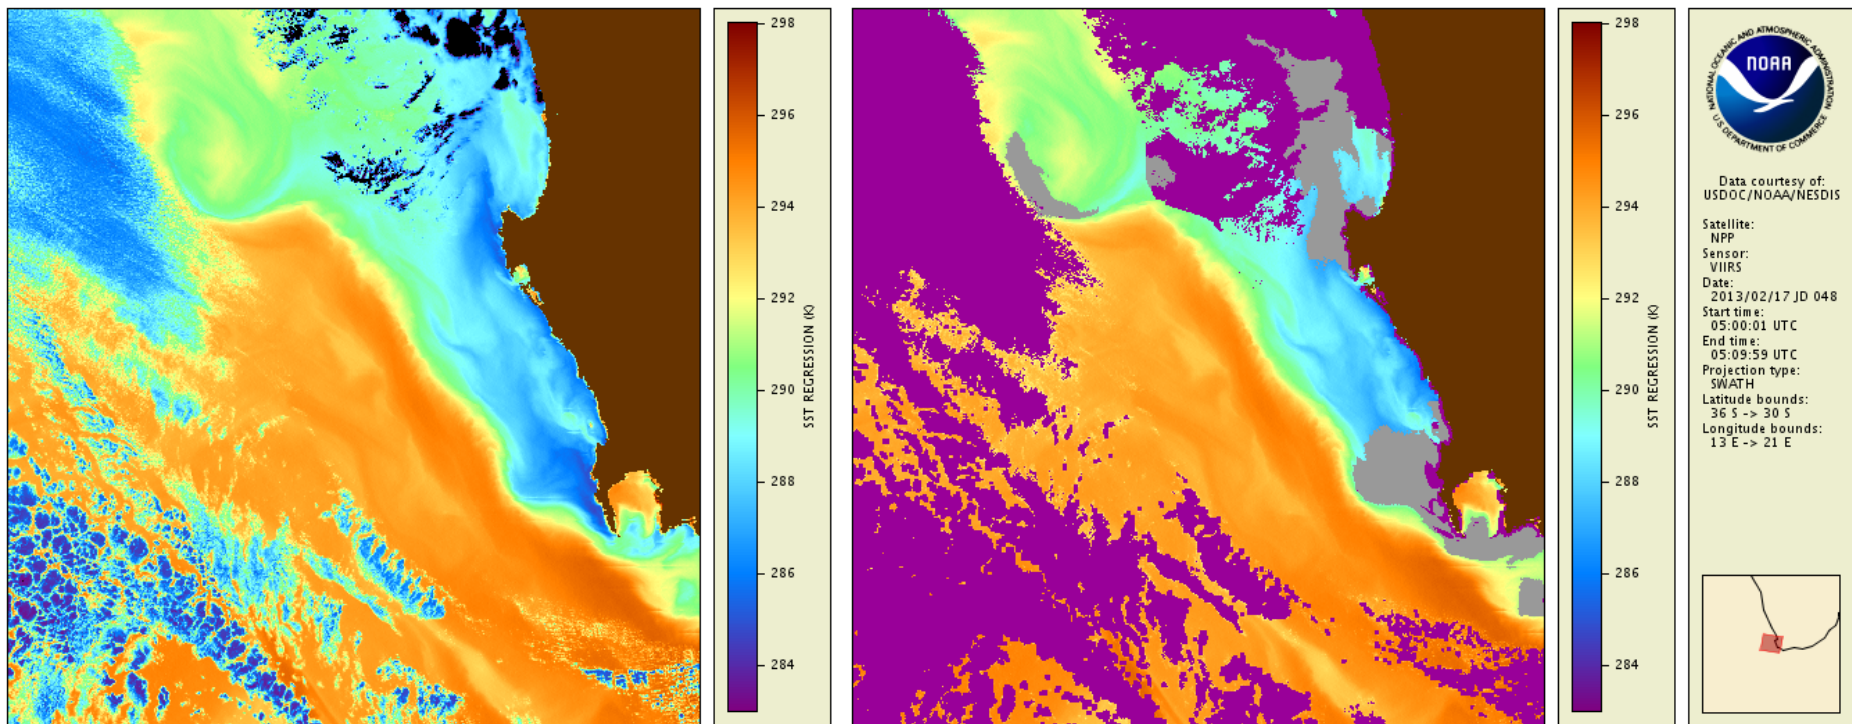 298
296
294
292
290
288
286
284
SST REGRESSION (K)
298
296
294
292
290
288
286
284
SST REGRESSION (K)
NATIONAL OCEANIC AND ATMOSPHERIC ADMINISTRATION
NOAA
U.S. DEPARTMENT OF COMMERCE
Data courtesy of:
USDOC/NOAA/NESDIS
Satellite:
NPP
Sensor:
VIIRS
Date:
2013/02/17 JD 048
Start time:
05:00:01 UTC
End time:
05:09:59 UTC
Projection type:
SWATH
Latitude bounds:
36 S -> 30 S
Longitude bounds:
13 E -> 21 E